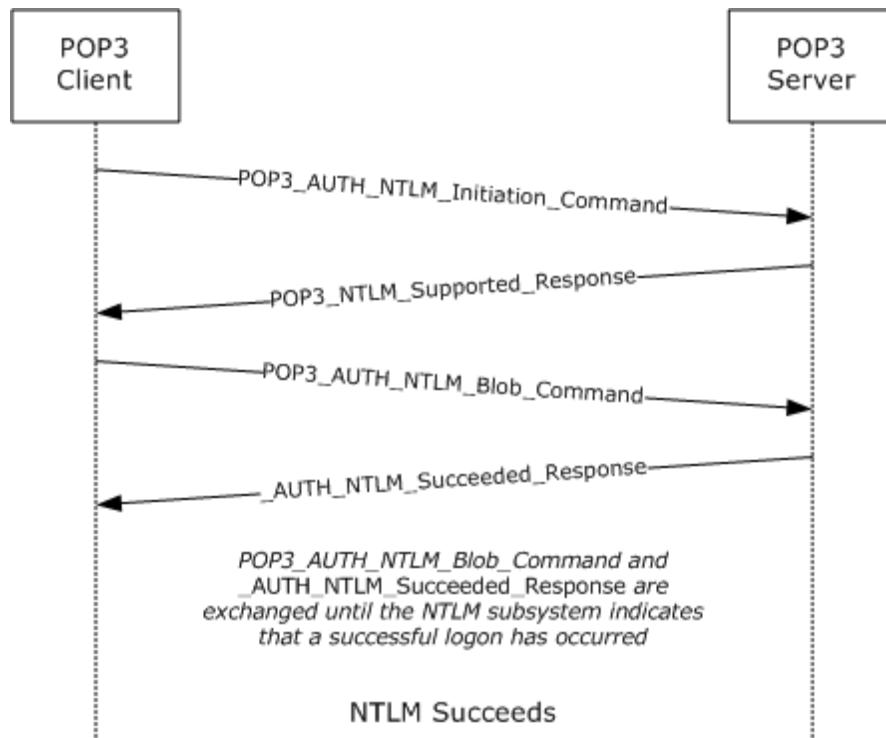 POP3
Client
POP3
Server
POP3_AUTH_NTLM_Initiation_Command
POP3_NTLM_Supported_Response
POP3_AUTH_NTLM_Blob_Command
_AUTH_NTLM_Succeeded_Response
POP3_AUTH_NTLM_Blob_Command and
_AUTH_NTLM_Succeeded_Response are
exchanged until the NTLM subsystem indicates
that a successful logon has occurred
NTLM Succeeds